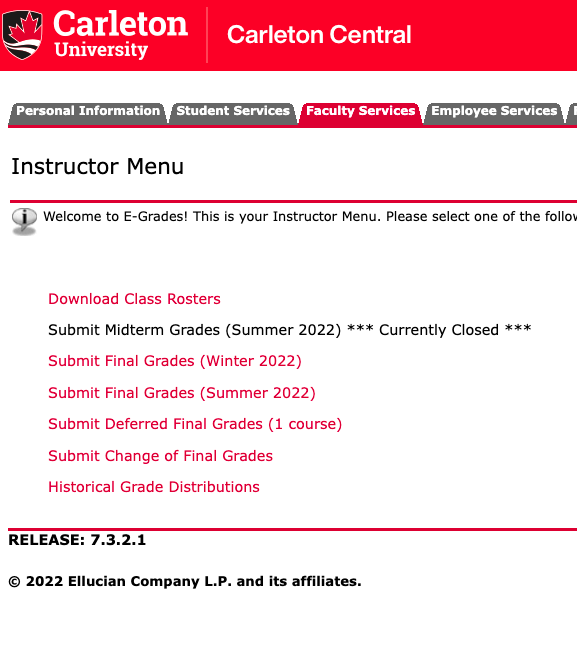 Carleton
University
Carleton Central
Personal Information
Student Services
Faculty Services
Employee Services
Instructor Menu
Welcome to E-Grades! This is your Instructor Menu. Please select one of the
Download Class Rosters
Submit Midterm Grades (Summer 2022) *** Currently Closed ***
Submit Final Grades (Winter 2022)
Submit Final Grades (Summer 2022)
Submit Deferred Final Grades (1 course)
Submit Change of Final Grades
Historical Grade Distributions
RELEASE: 7.3.2.1
© 2022 Ellucian Company L.P. and its affiliates.